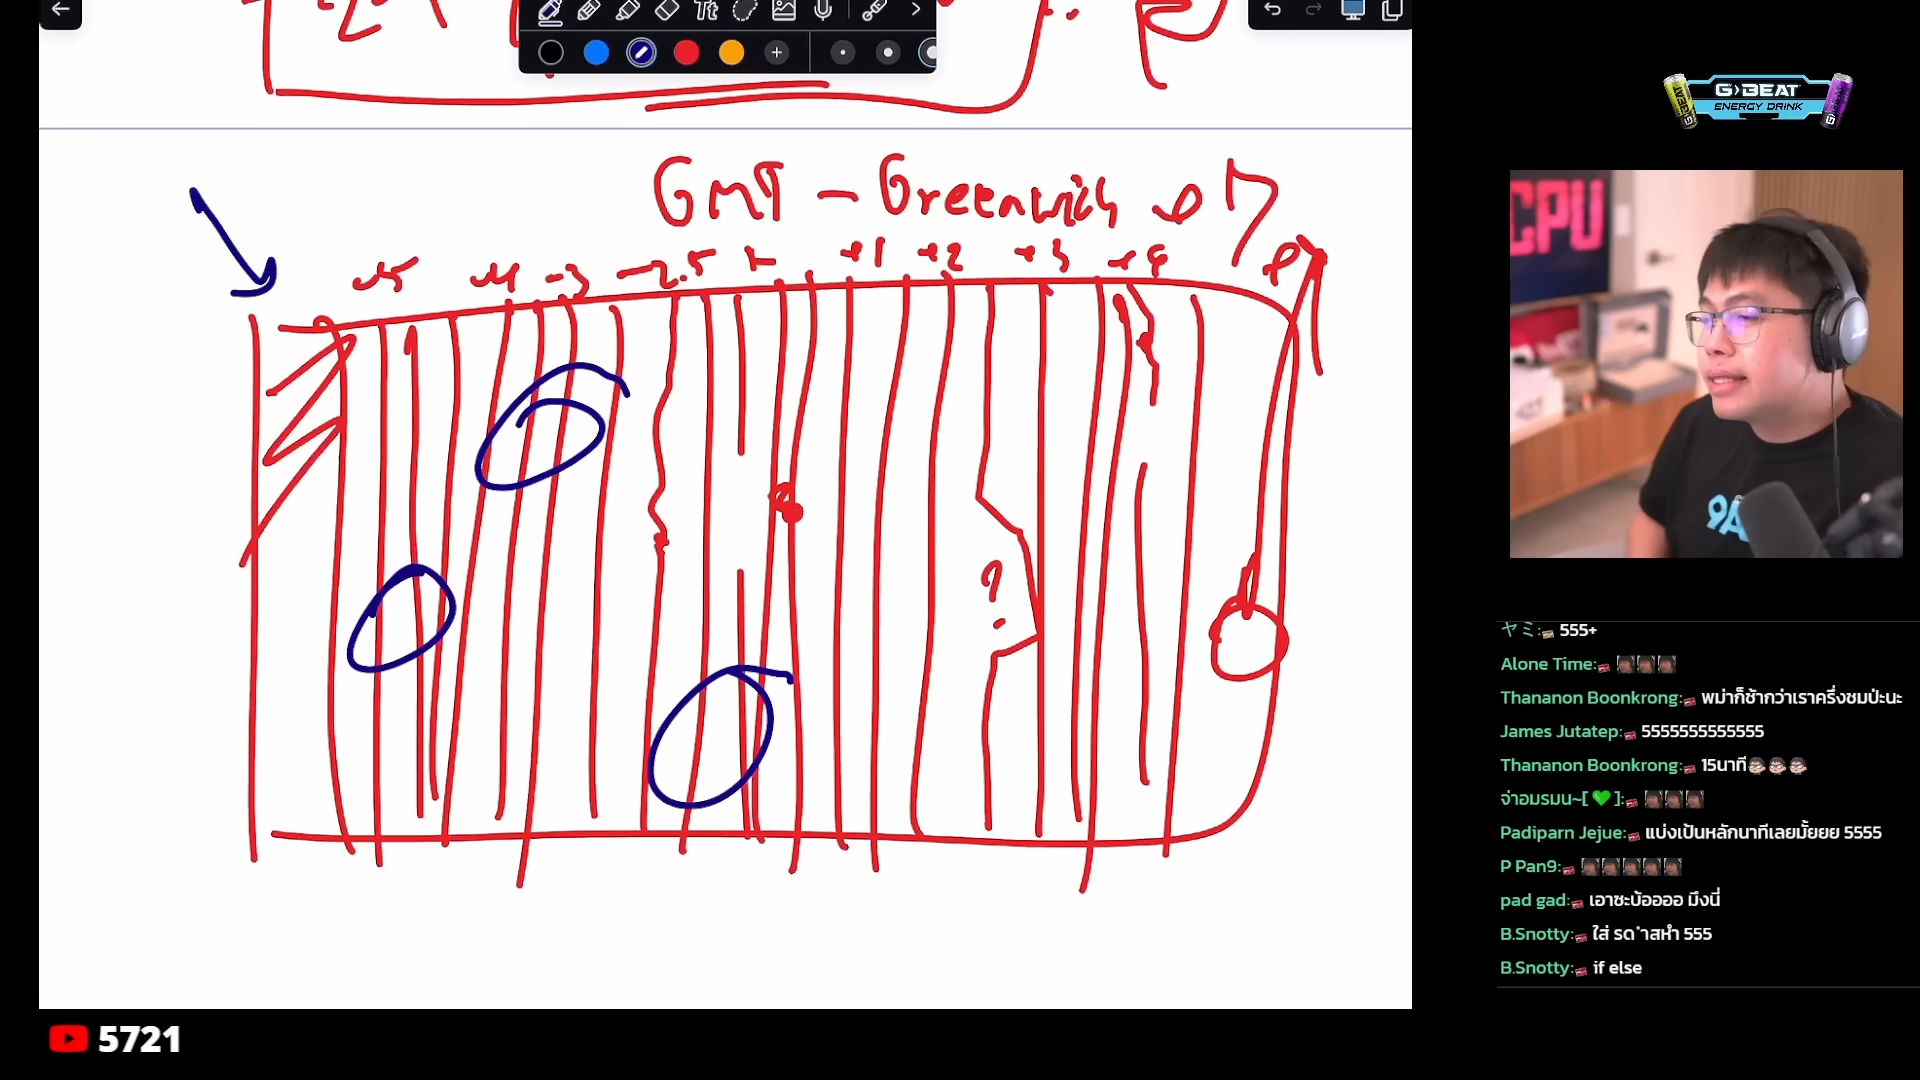 Tt
G BEAT
ENERGY DRINK
GMT - Greenwich
-3 -2.5 +1 +2 +3 +4
?
CPU
9A
ヤミ: 555+
Alone Time:
Thananon Boonkrong: พม่าก็ช้ากว่าเราครึ่งชมป่ะนะ
James Jutatep: 5555555555555
Thananon Boonkrong: 15นาที
จ่าอมรมน~[💚]:
Padiparn Jejue: แบ่งเป้นหลักนาทีเลยมั้ยยย 5555
P Pan9:
pad gad: เอาซะบ้ออออ มึงนี่
B.Snotty: ใส่ รด ำสหำ 555
B.Snotty: if else
5721